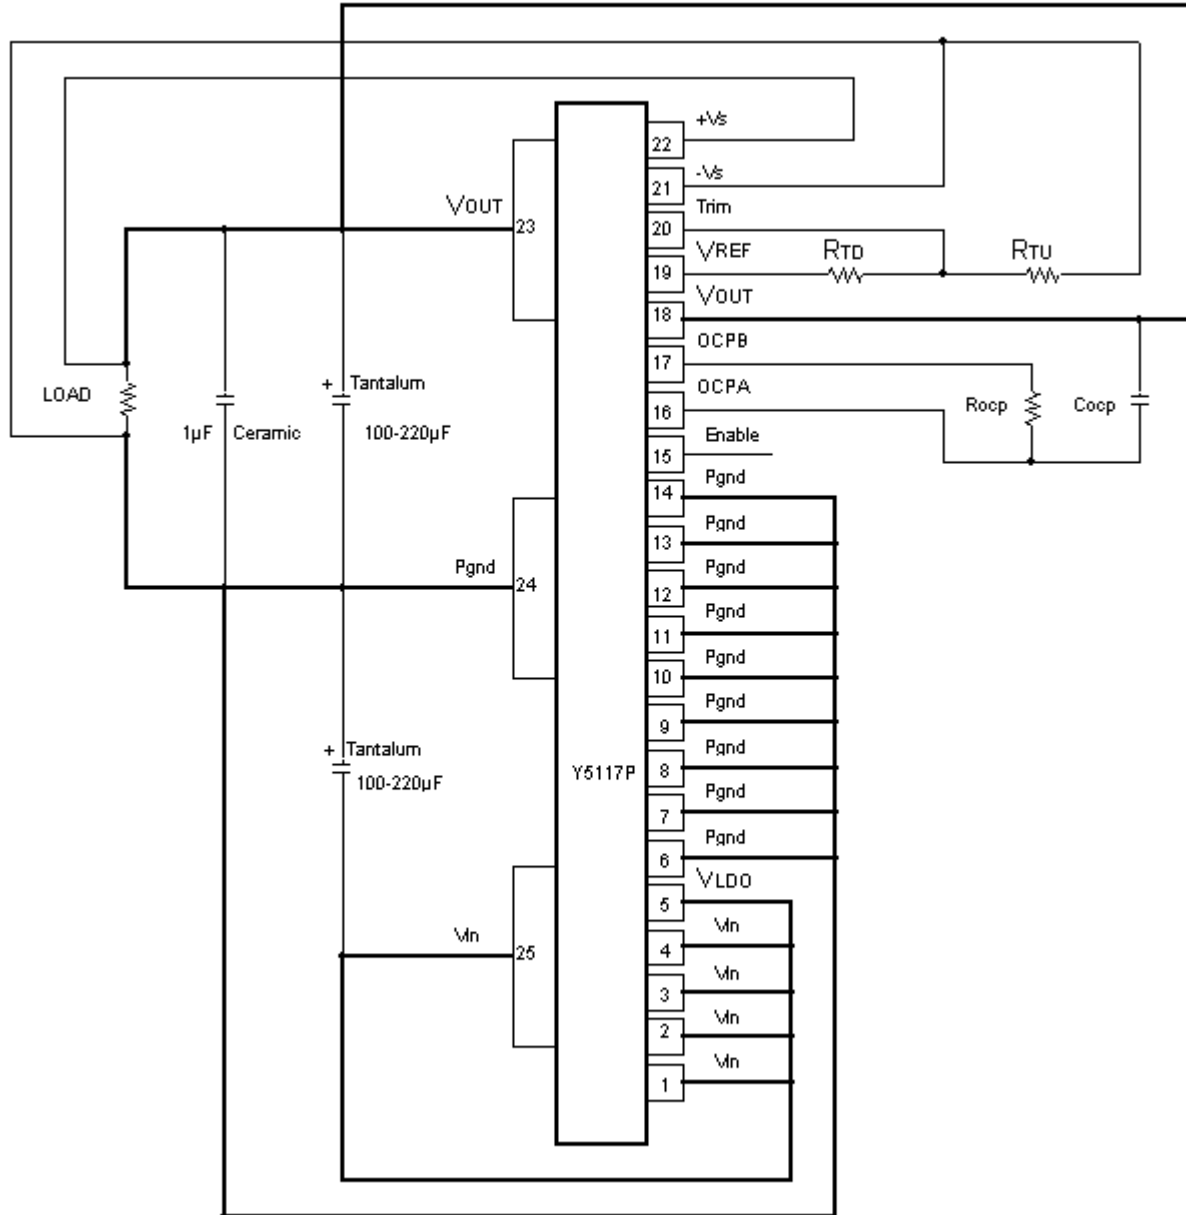 +Vs
22
-Vs
21
Trim
20
VREF
19
RTD
RTU
VOUT
18
OCPB
17
OCPA
16
Rocp
Cocp
Enable
15
Pgnd
14
Pgnd
13
Pgnd
12
Pgnd
11
Pgnd
10
Pgnd
9
Pgnd
8
Pgnd
7
Pgnd
6
VLDO
5
VIn
4
VIn
3
VIn
2
VIn
1
VOUT
23
LOAD
1µF Ceramic
+ Tantalum
100-220µF
Pgnd
24
+ Tantalum
100-220µF
Y5117P
VIn
25